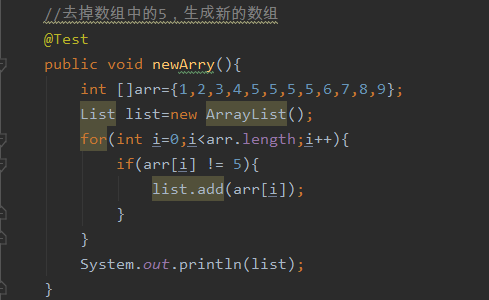 //去掉数组中的5，生成新的数组
@Test
public void newArry(){
int []arr={1,2,3,4,5,5,5,5,6,7,8,9};
List list=new ArrayList();
for(int i=0;i<arr.length;i++){
if(arr[i] != 5){
list.add(arr[i]);
}
}
System.out.println(list);
}